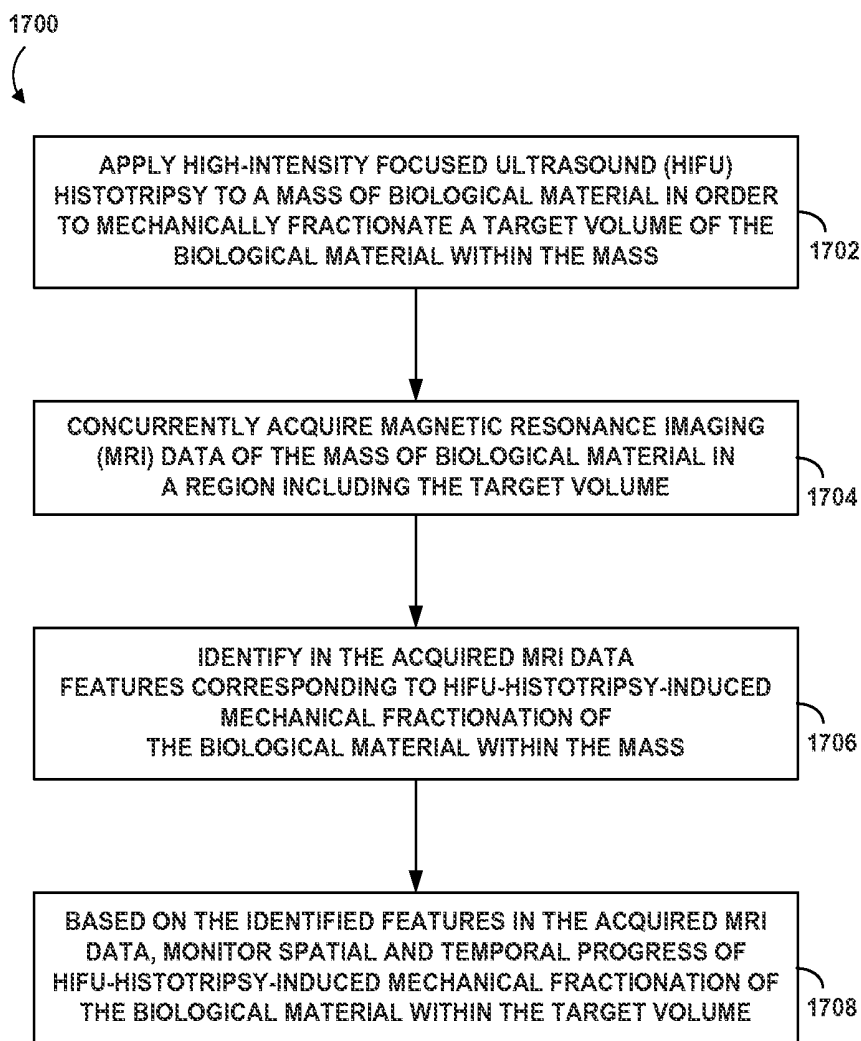 1700
APPLY HIGH-INTENSITY FOCUSED ULTRASOUND (HIFU)
HISTOTRIPSY TO A MASS OF BIOLOGICAL MATERIAL IN ORDER
TO MECHANICALLY FRACTIONATE A TARGET VOLUME OF THE
BIOLOGICAL MATERIAL WITHIN THE MASS
1702
CONCURRENTLY ACQUIRE MAGNETIC RESONANCE IMAGING
(MRI) DATA OF THE MASS OF BIOLOGICAL MATERIAL IN
A REGION INCLUDING THE TARGET VOLUME
1704
IDENTIFY IN THE ACQUIRED MRI DATA
FEATURES CORRESPONDING TO HIFU-HISTOTRIPSY-INDUCED
MECHANICAL FRACTIONATION OF
THE BIOLOGICAL MATERIAL WITHIN THE MASS
1706
BASED ON THE IDENTIFIED FEATURES IN THE ACQUIRED MRI
DATA, MONITOR SPATIAL AND TEMPORAL PROGRESS OF
HIFU-HISTOTRIPSY-INDUCED MECHANICAL FRACTIONATION OF
THE BIOLOGICAL MATERIAL WITHIN THE TARGET VOLUME
1708